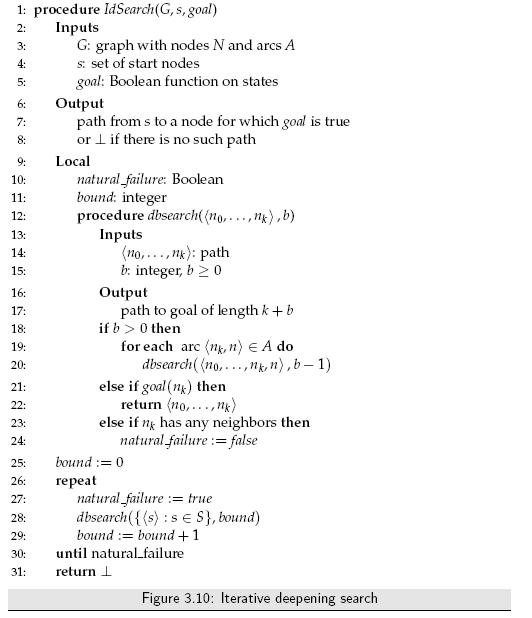 1: procedure IdSearch(G, s, goal)
2: Inputs
3: G: graph with nodes N and arcs A
4: s: set of start nodes
5: goal: Boolean function on states
6: Output
7: path from s to a node for which goal is true
8: or ⊥ if there is no such path
9: Local
10: natural_failure: Boolean
11: bound: integer
12: procedure dbsearch(⟨n₀, . . . , nₖ⟩ , b)
13: Inputs
14: ⟨n₀, . . . , nₖ⟩: path
15: b: integer, b ≥ 0
16: Output
17: path to goal of length k + b
18: if b > 0 then
19: for each arc ⟨nₖ, n⟩ ∈ A do
20: dbsearch(⟨n₀, . . . , nₖ, n⟩ , b − 1)
21: else if goal(nₖ) then
22: return ⟨n₀, . . . , nₖ⟩
23: else if nₖ has any neighbors then
24: natural_failure := false
25: bound := 0
26: repeat
27: natural_failure := true
28: dbsearch({⟨s⟩ : s ∈ S}, bound)
29: bound := bound + 1
30: until natural_failure
31: return ⊥
Figure 3.10: Iterative deepening search